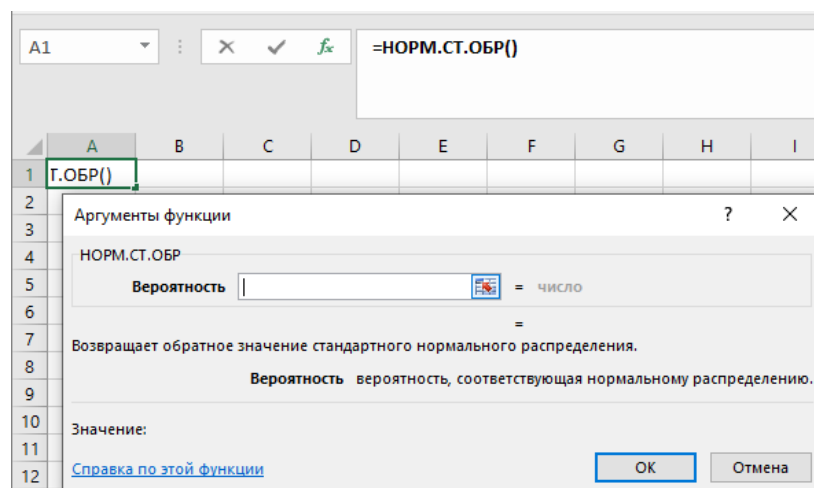 A1 fx =НОРМ.СТ.ОБР()
A B C D E F G H I
1 Т.ОБР()
2
Аргументы функции ? ×
3
4 НОРМ.СТ.ОБР
5 Вероятность = число
6
=
7 Возвращает обратное значение стандартного нормального распределения.
8 Вероятность вероятность, соответствующая нормальному распределению.
9
10 Значение:
11
12 Справка по этой функции ОК Отмена